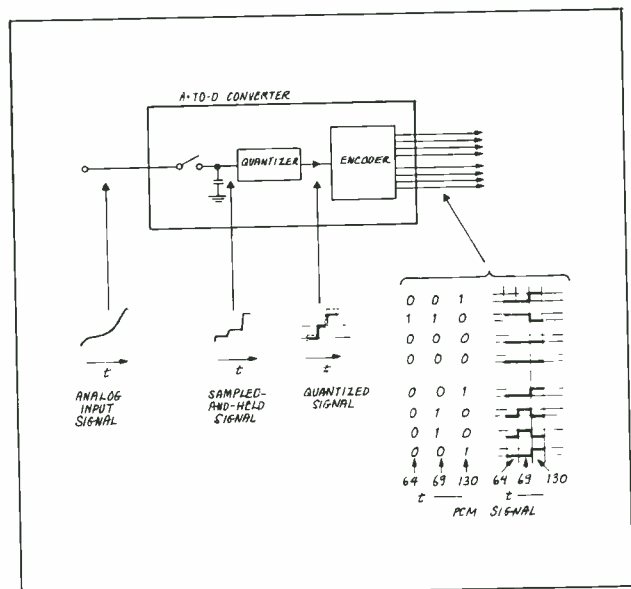 A-TO-D CONVERTER
QUANTIZER
ENCODER
0 0 1
1 1 0
0 0 0
0 0 0
0 0 1
0 1 0
0 1 0
0 0 1
64 69 130
64 69 130
t
t
t
t
t
ANALOG
INPUT
SIGNAL
SAMPLED-
AND-HELD
SIGNAL
QUANTIZED
SIGNAL
PCM SIGNAL